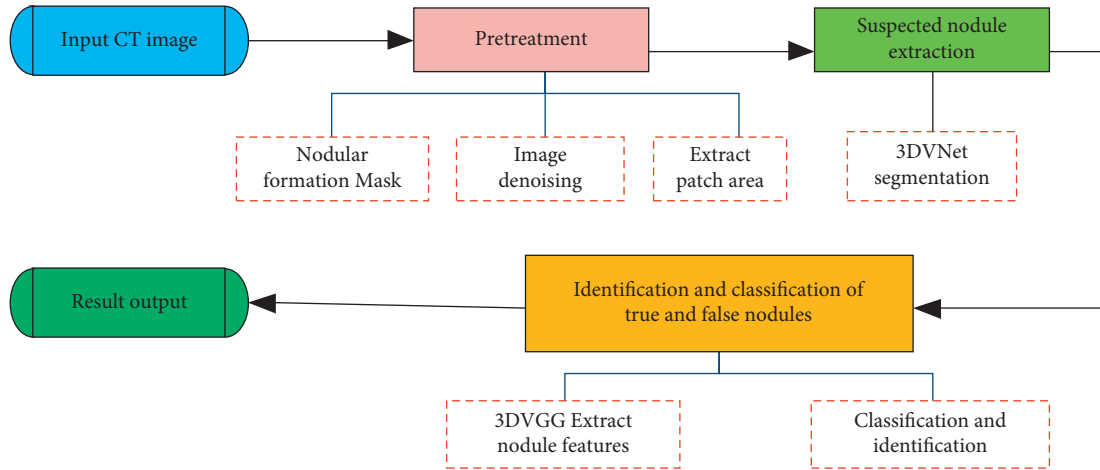 Input CT image
Pretreatment
Suspected nodule
extraction
Nodular
formation Mask
Image
denoising
Extract
patch area
3DVNet
segmentation
Result output
Identification and classification of
true and false nodules
3DVGG Extract
nodule features
Classification and
identification